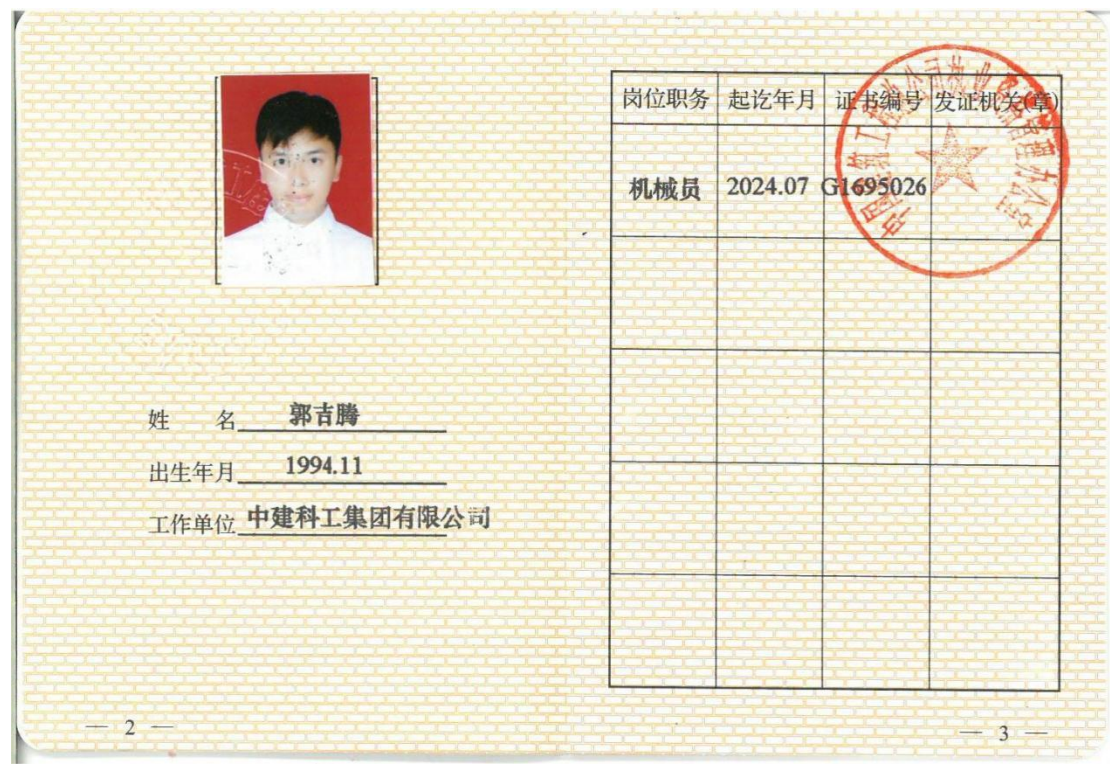 姓 名 郭吉腾
出生年月 1994.11
工作单位 中建科工集团有限公司
— 2 —
岗位职务 起讫年月 证书编号 发证机关(章)
机械员 2024.07 G1695026
— 3 —